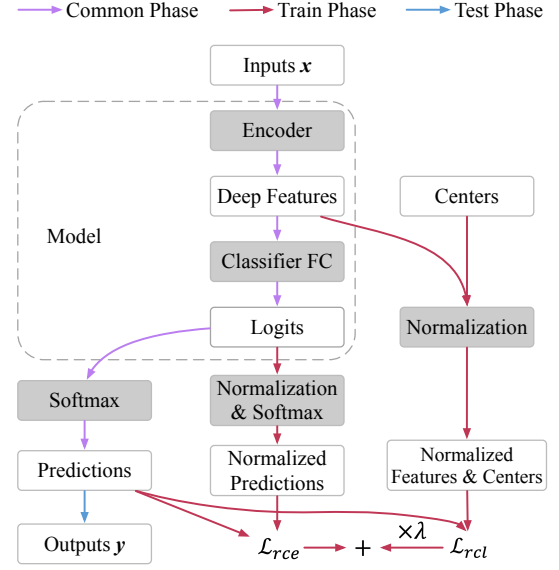 Common Phase
Train Phase
Test Phase
Inputs x
Encoder
Deep Features
Centers
Model
Classifier FC
Logits
Normalization
Softmax
Normalization
& Softmax
Predictions
Normalized
Predictions
Normalized
Features & Centers
Outputs y
ℒrce
+
×λ
ℒrcl